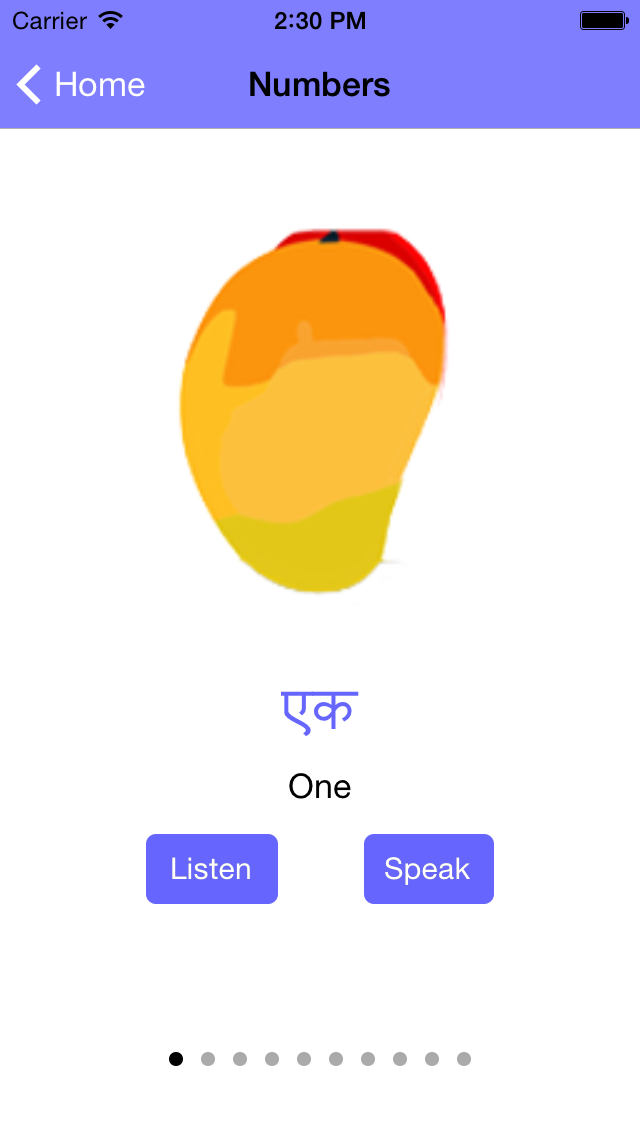 Carrier 2:30 PM
Home Numbers
एक
One
Listen Speak